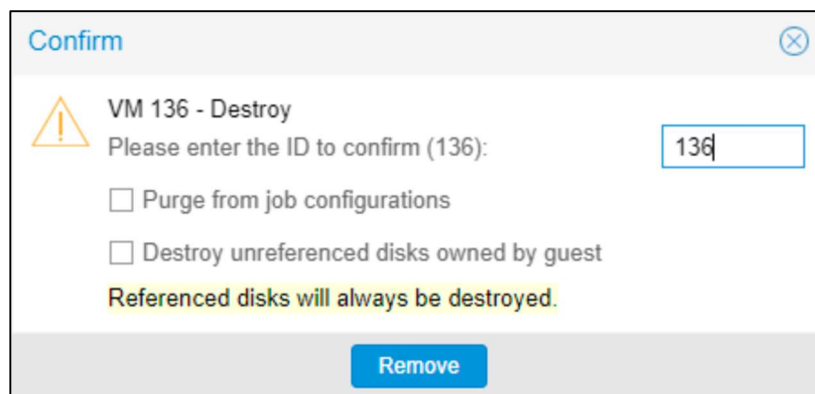 Confirm
VM 136 - Destroy
Please enter the ID to confirm (136):
136
Purge from job configurations
Destroy unreferenced disks owned by guest
Referenced disks will always be destroyed.
Remove